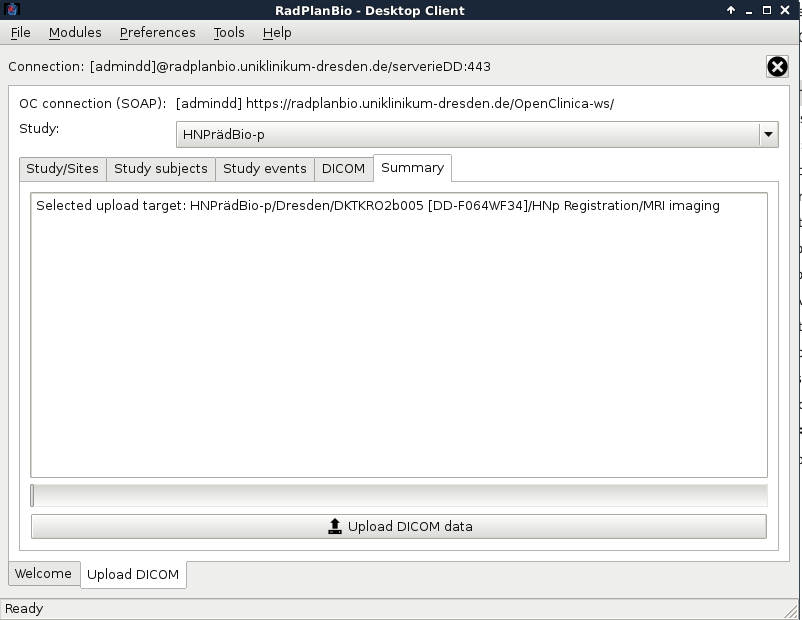 RadPlanBio - Desktop Client
File Modules Preferences Tools Help
Connection: [admindd]@radplanbio.uniklinikum-dresden.de/serverieDD:443
OC connection (SOAP): [admindd] https://radplanbio.uniklinikum-dresden.de/OpenClinica-ws/
Study: HNPrädBio-p
Study/Sites Study subjects Study events DICOM Summary
Selected upload target: HNPrädBio-p/Dresden/DKTKRO2b005 [DD-F064WF34]/HNp Registration/MRI imaging
Upload DICOM data
Welcome Upload DICOM
Ready